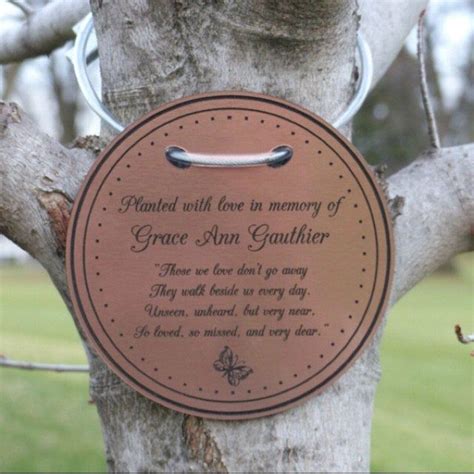 Planted with love in memory of
Grace Ann Gauthier
"Those we love don't go away
They walk beside us every day.
Unseen, unheard, but very near.
So loved, so missed, and very dear."